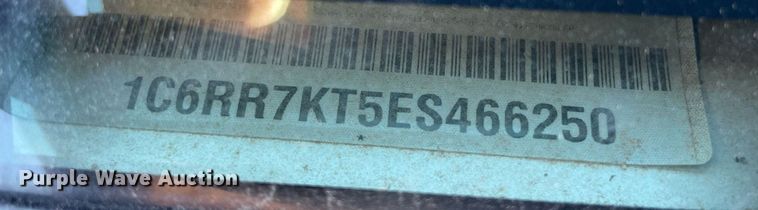 1C6RR7KT5ES466250
Purple Wave Auction